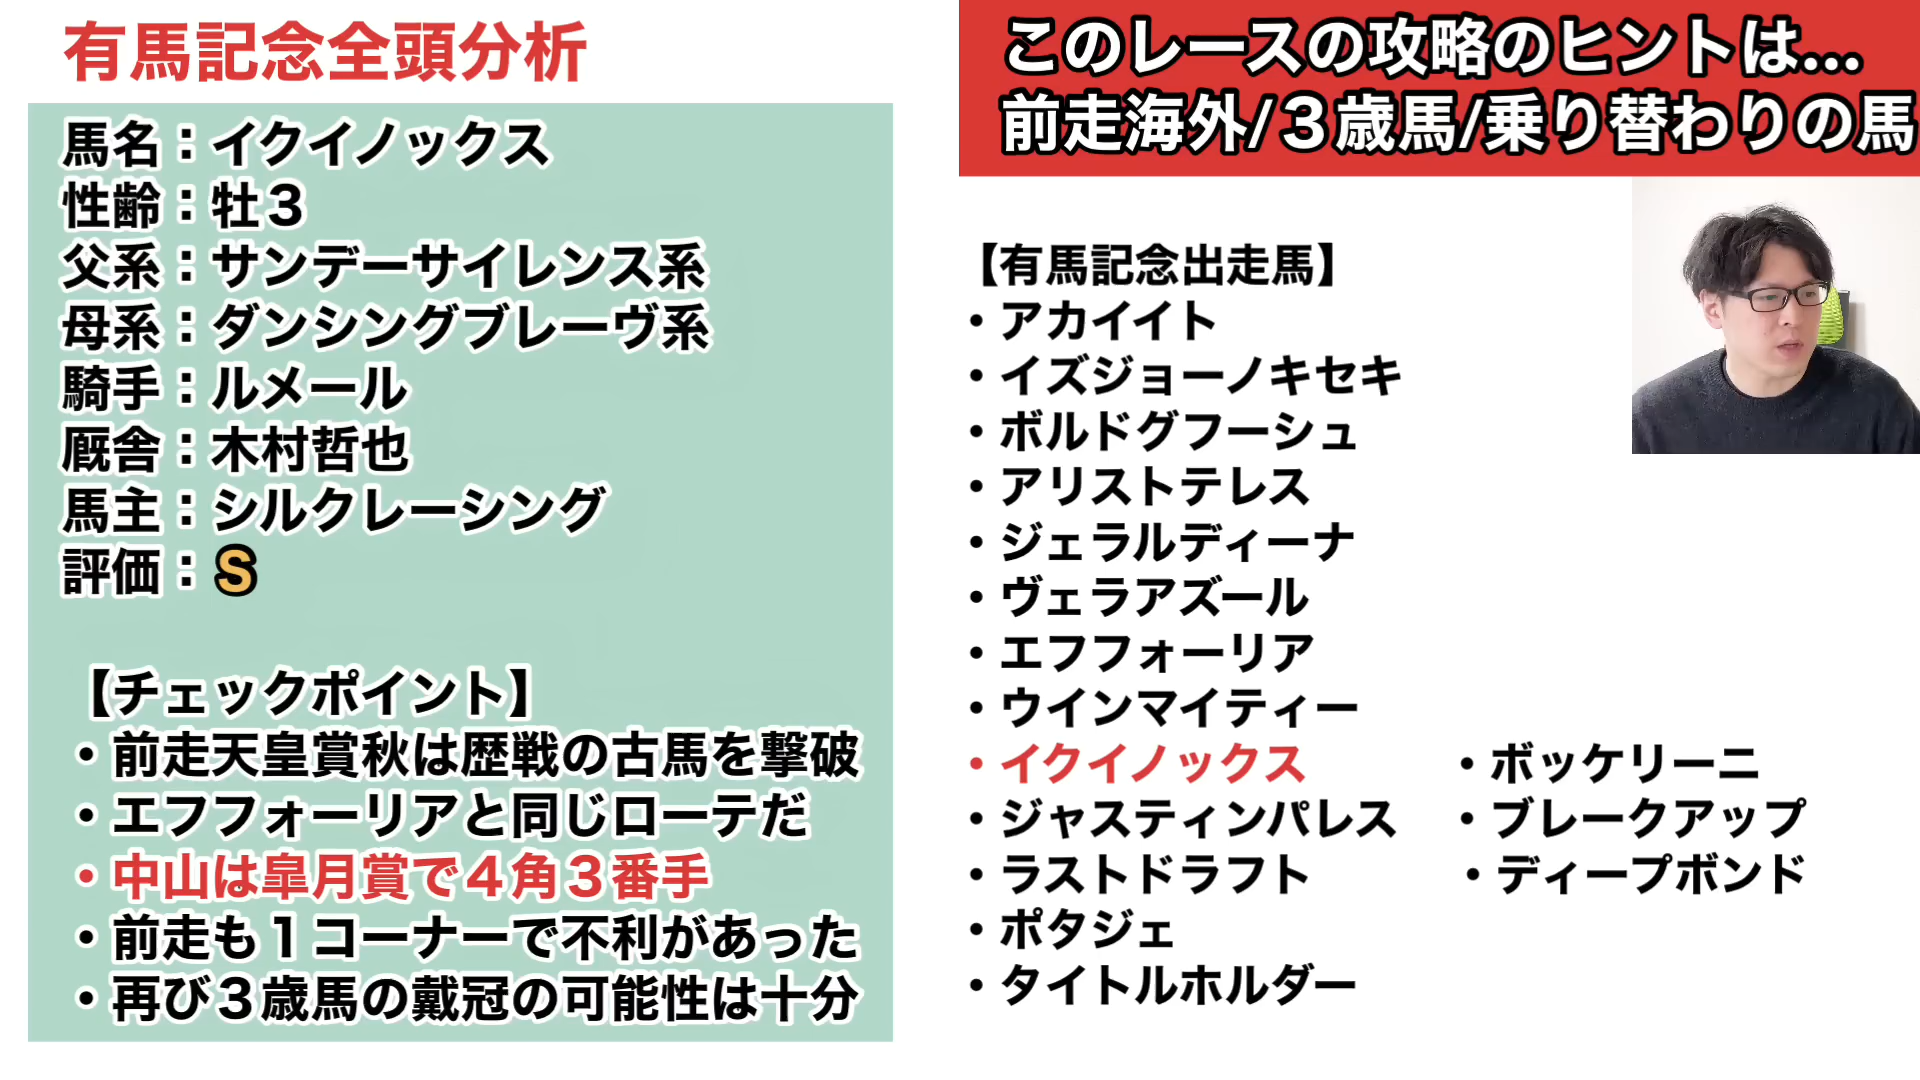 有馬記念全頭分析
馬名：イクイノックス
性齢：牡３
父系：サンデーサイレンス系
母系：ダンシングブレーヴ系
騎手：ルメール
厩舎：木村哲也
馬主：シルクレーシング
評価：S
【チェックポイント】
・前走天皇賞秋は歴戦の古馬を撃破
・エフフォーリアと同じローテだ
・中山は皐月賞で４角３番手
・前走も１コーナーで不利があった
・再び３歳馬の戴冠の可能性は十分
このレースの攻略のヒントは...
前走海外/３歳馬/乗り替わりの馬
【有馬記念出走馬】
・アカイイト
・イズジョーノキセキ
・ボルドグフーシュ
・アリストテレス
・ジェラルディーナ
・ヴェラアズール
・エフフォーリア
・ウインマイティー
・イクイノックス
・ジャスティンパレス
・ラストドラフト
・ポタジェ
・タイトルホルダー
・ボッケリーニ
・ブレークアップ
・ディープボンド